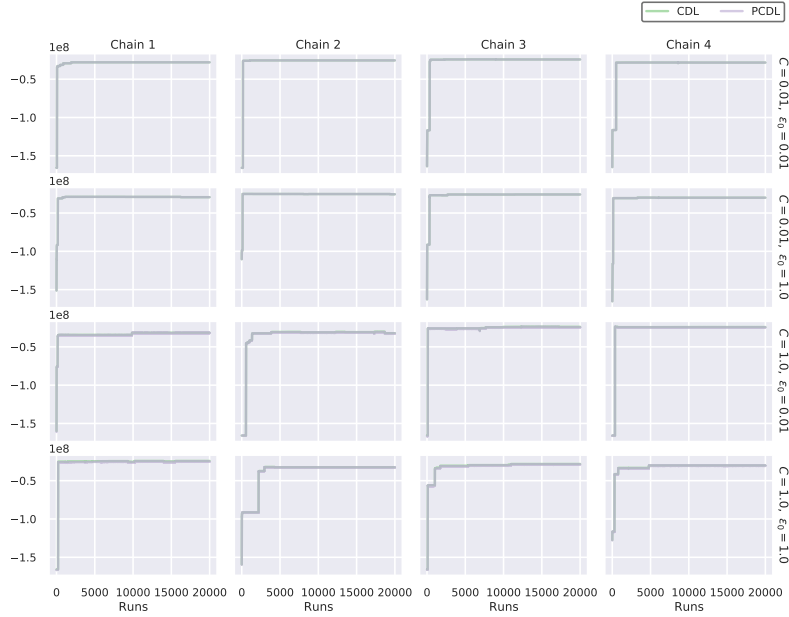 CDL PCDL
Chain 1 Chain 2 Chain 3 Chain 4
1e8
−0.5
−1.0
−1.5
C = 0.01, ε0 = 0.01
1e8
−0.5
−1.0
−1.5
C = 0.01, ε0 = 1.0
1e8
−0.5
−1.0
−1.5
C = 1.0, ε0 = 0.01
1e8
−0.5
−1.0
−1.5
C = 1.0, ε0 = 1.0
0 5000 10000 15000 20000 0 5000 10000 15000 20000 0 5000 10000 15000 20000 0 5000 10000 15000 20000
Runs Runs Runs Runs